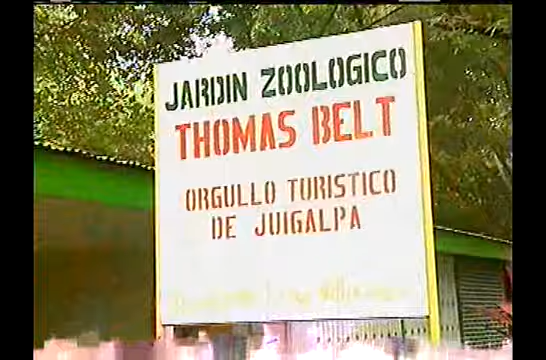 JARDIN ZOOLOGICO
THOMAS BELT
ORGULLO TURISTICO
DE JUIGALPA